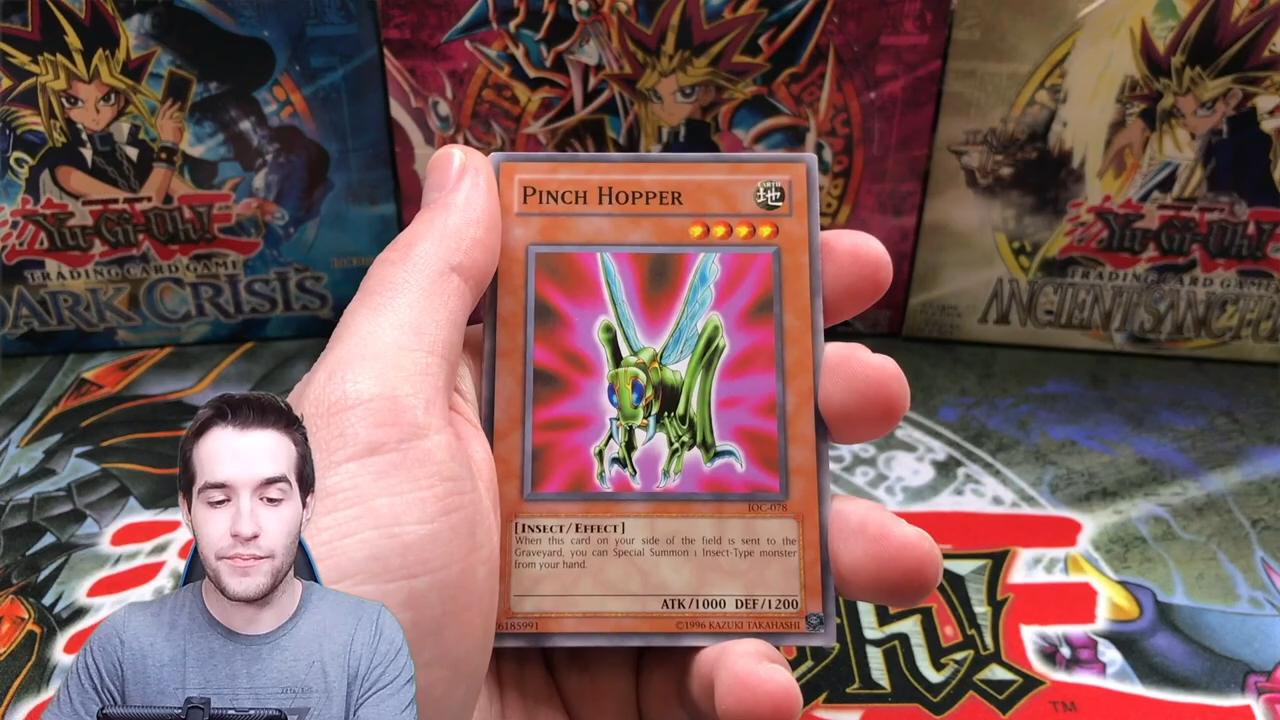 Yu-Gi-Oh!
TRADING CARD GAME
DARK CRISIS
Yu-Gi-Oh!
TRADING CARD GAME
PINCH HOPPER
EARTH
地
IOC-078
[INSECT/EFFECT]
When this card on your side of the field is sent to the
Graveyard, you can Special Summon 1 Insect-Type monster
from your hand.
ATK/1000 DEF/1200
6185991
©1996 KAZUKI TAKAHASHI
TM